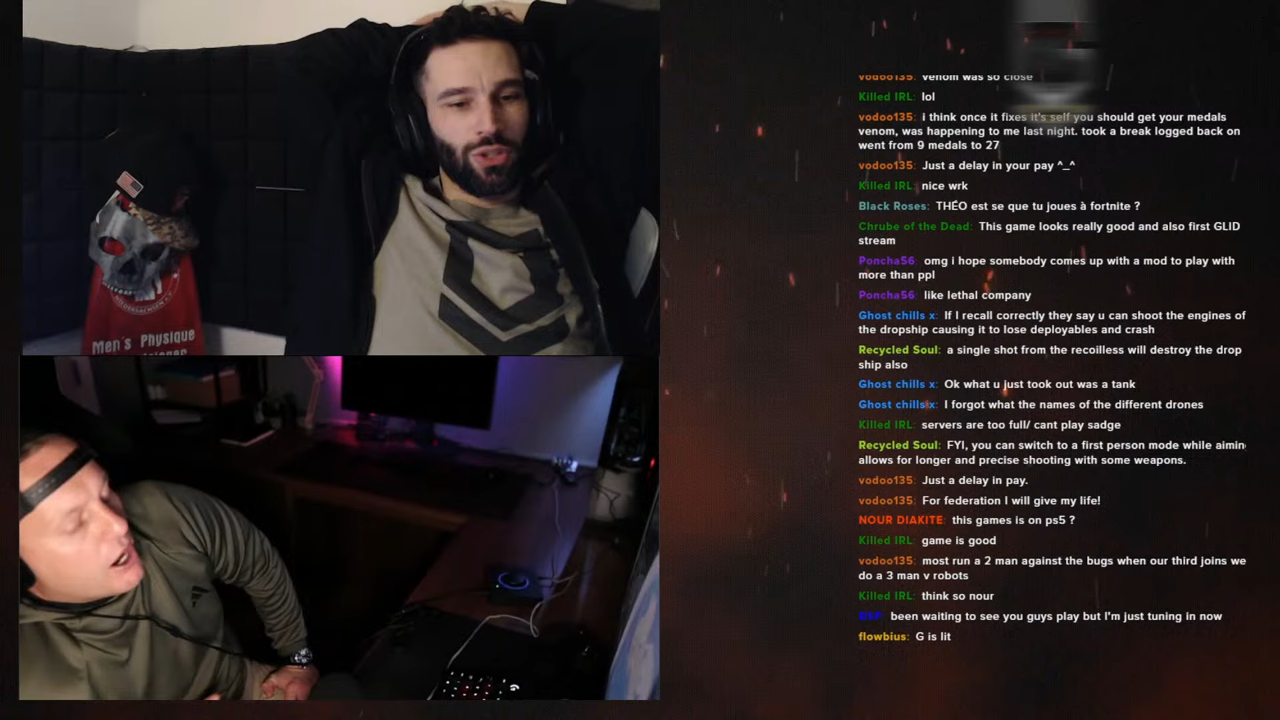 Men's Physique
vodoo135: venom was so close
Killed IRL: lol
vodoo135: i think once it fixes it's self you should get your medals
venom, was happening to me last night. took a break logged back on
went from 9 medals to 27
vodoo135: Just a delay in your pay ^_^
Killed IRL: nice wrk
Black Roses: THÉO est se que tu joues à fortnite ?
Chrube of the Dead: This game looks really good and also first GLID
stream
Poncha56: omg i hope somebody comes up with a mod to play with
more than ppl
Poncha56: like lethal company
Ghost chills x: If I recall correctly they say u can shoot the engines of
the dropship causing it to lose deployables and crash
Recycled Soul: a single shot from the recoilless will destroy the drop
ship also
Ghost chills x: Ok what u just took out was a tank
Ghost chills x: I forgot what the names of the different drones
Killed IRL: servers are too full/ cant play sadge
Recycled Soul: FYI, you can switch to a first person mode while aimin
allows for longer and precise shooting with some weapons.
vodoo135: Just a delay in pay.
vodoo135: For federation I will give my life!
NOUR DIAKITE: this games is on ps5 ?
Killed IRL: game is good
vodoo135: most run a 2 man against the bugs when our third joins we
do a 3 man v robots
Killed IRL: think so nour
been waiting to see you guys play but I'm just tuning in now
flowbius: G is lit